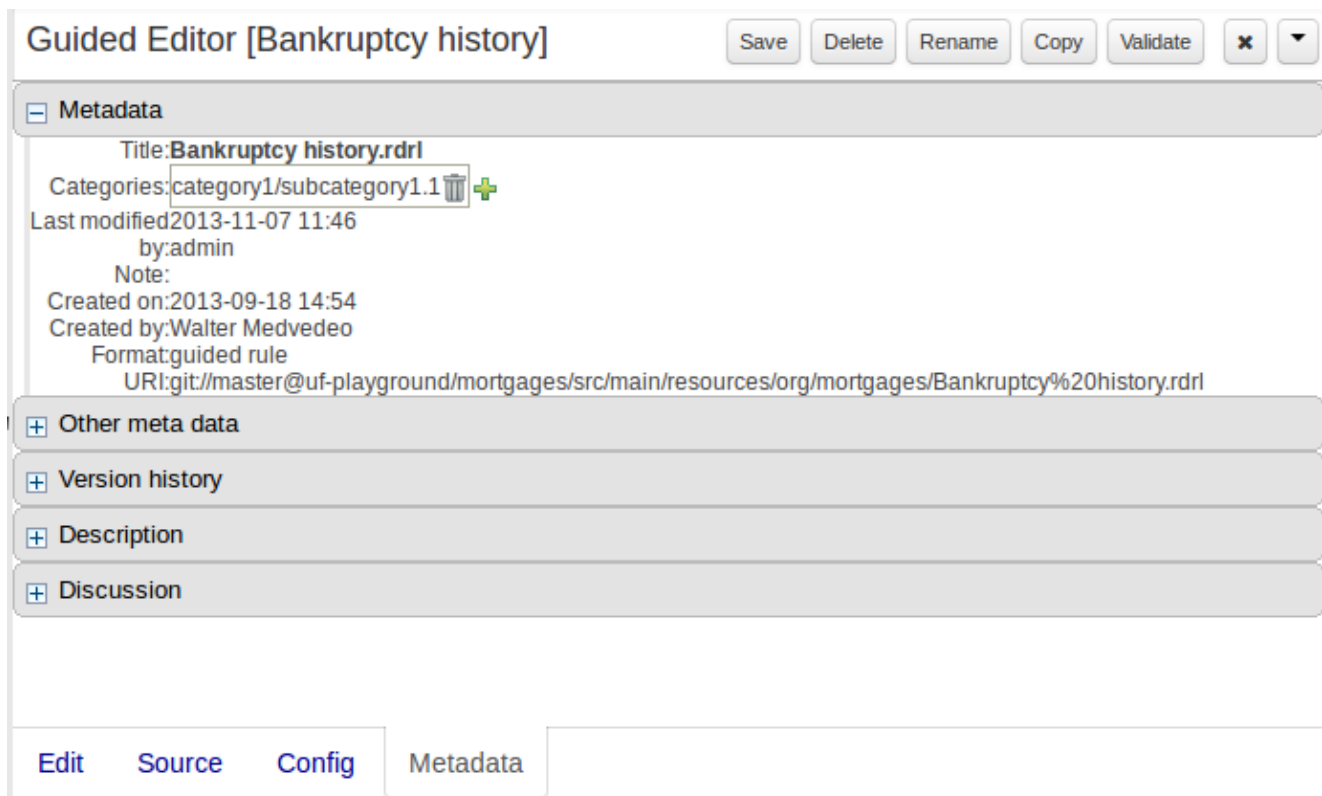 Guided Editor [Bankruptcy history] Save Delete Rename Copy Validate
Metadata
Title:Bankruptcy history.rdrl
Categories:category1/subcategory1.1
Last modified2013-11-07 11:46
by:admin
Note:
Created on:2013-09-18 14:54
Created by:Walter Medvedeo
Format:guided rule
URI:git://master@uf-playground/mortgages/src/main/resources/org/mortgages/Bankruptcy%20history.rdrl
Other meta data
Version history
Description
Discussion
Edit Source Config Metadata